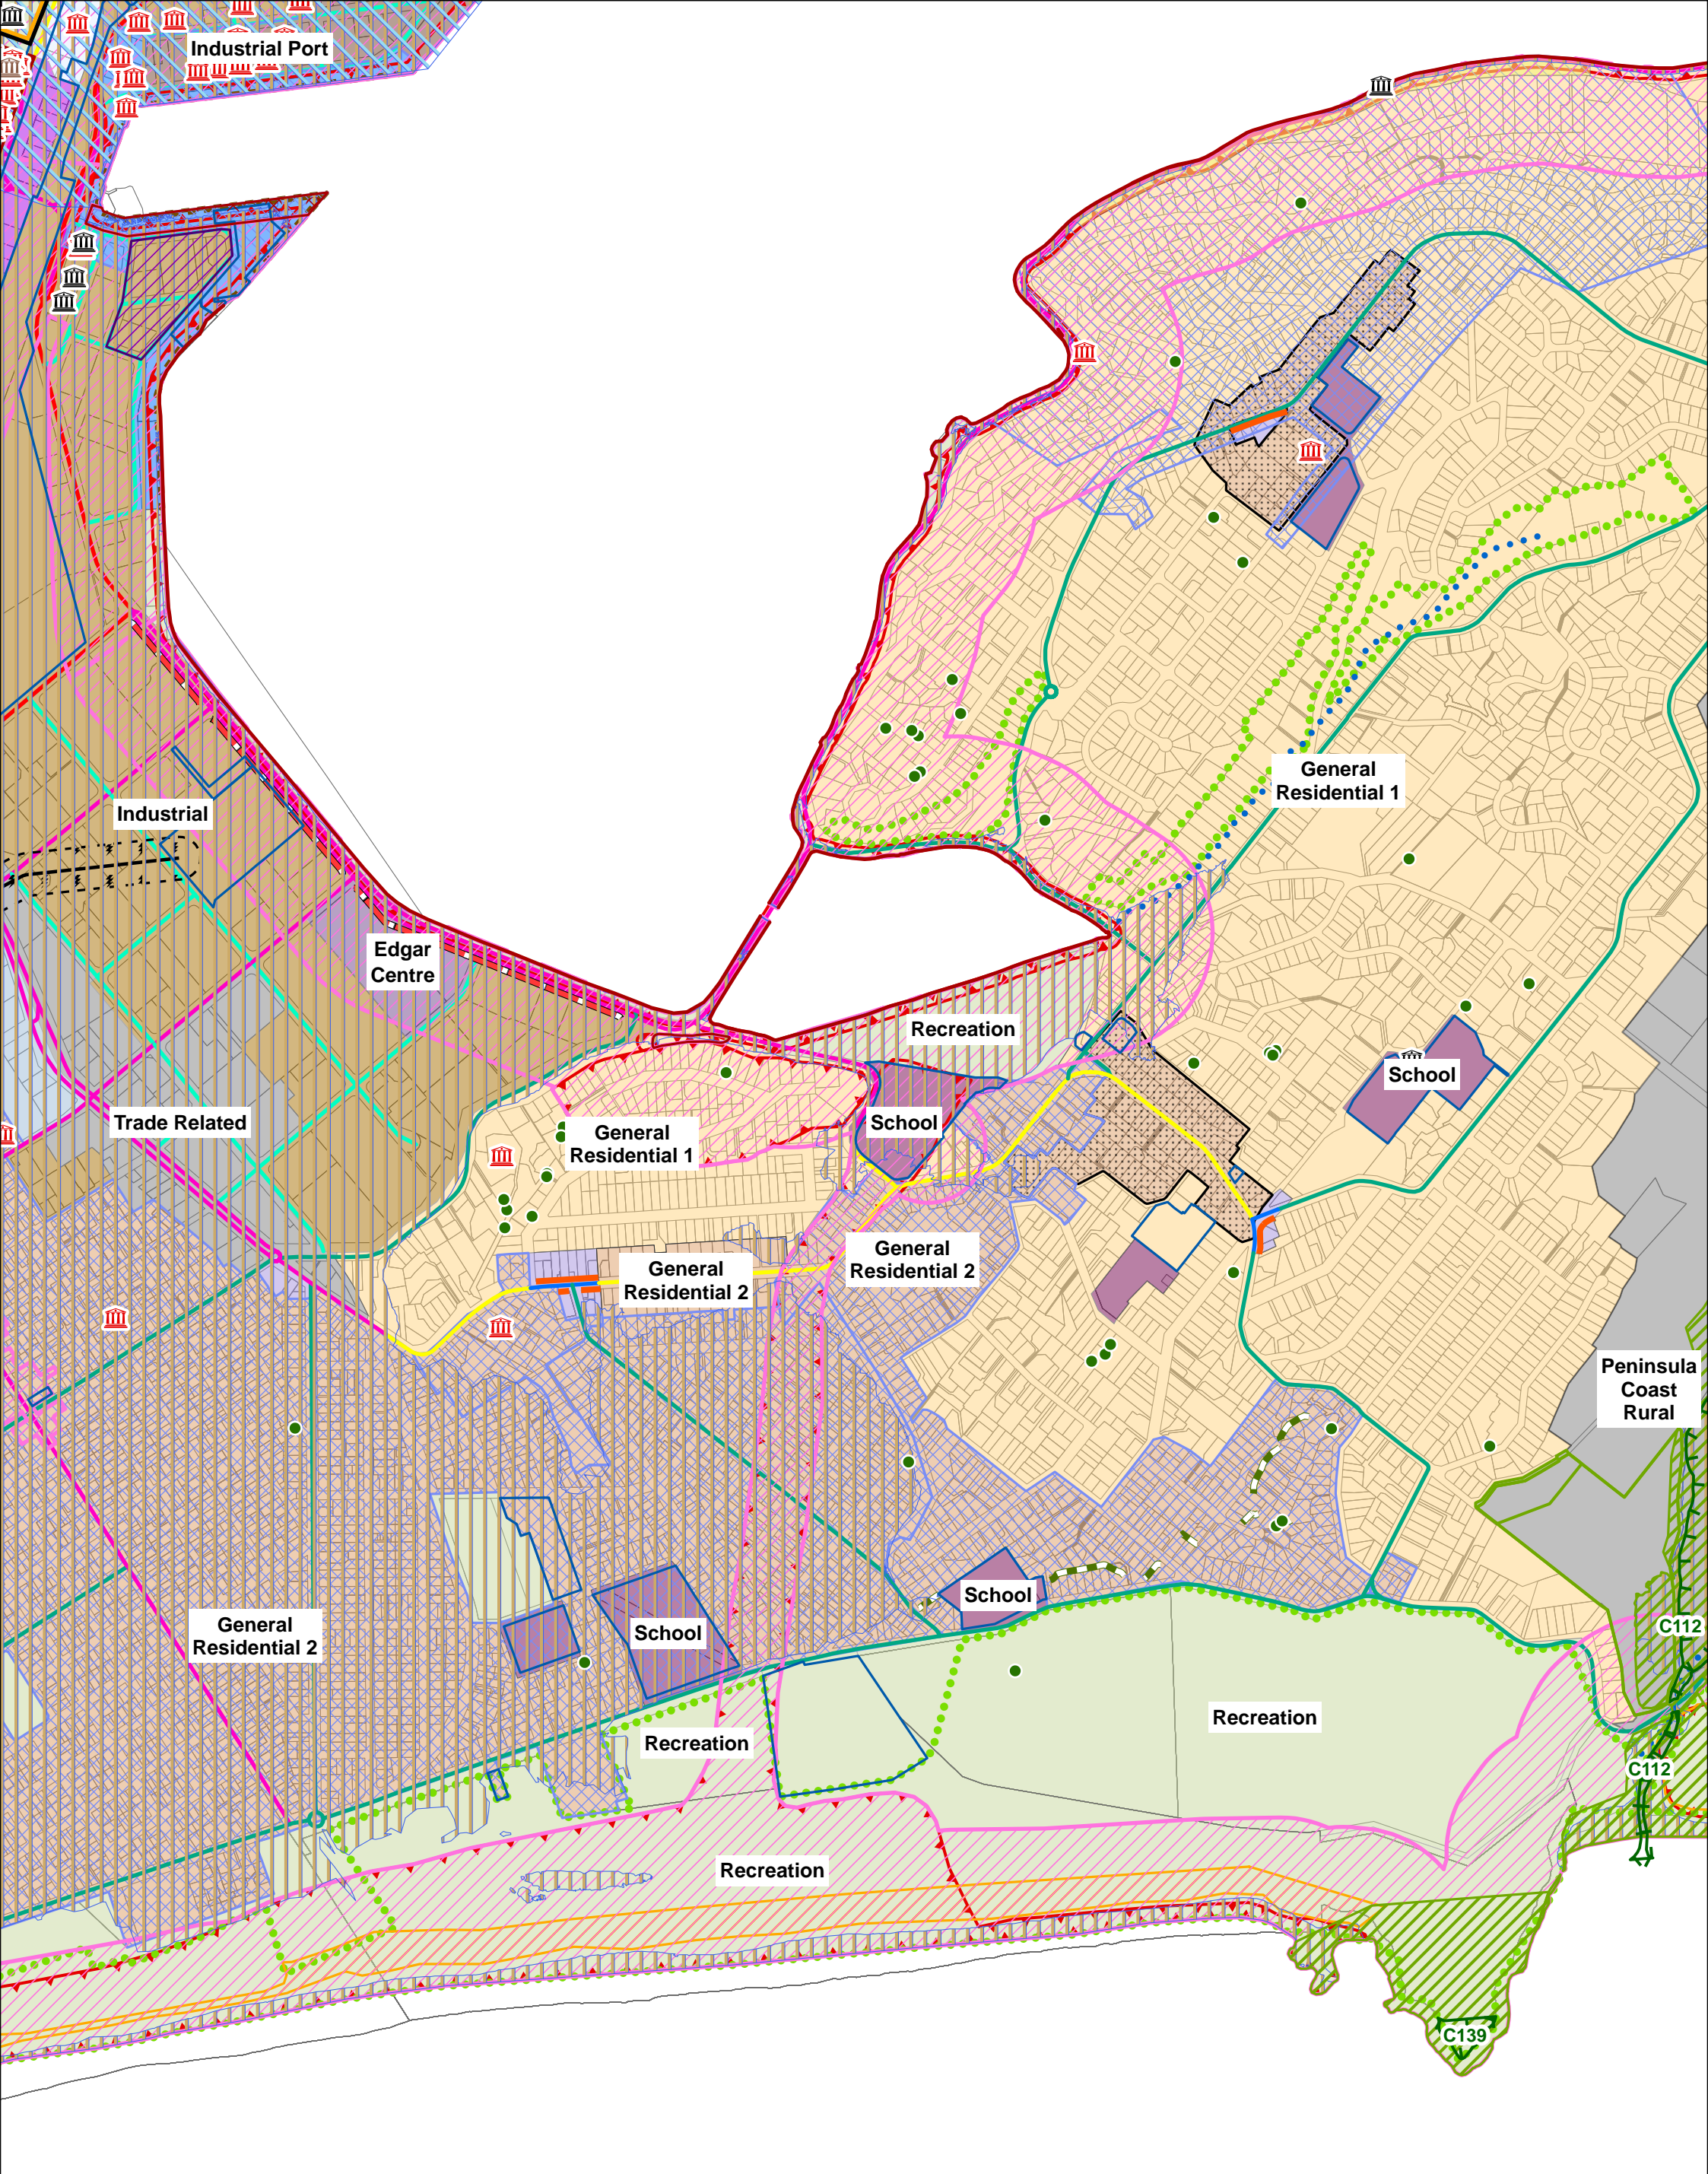 Industrial Port
General
Residential 1
Industrial
Edgar
Centre
Recreation
School
Trade Related
School
General
Residential 1
General
Residential 2
General
Residential 2
Peninsula
Coast
Rural
School
General
Residential 2
School
C112
Recreation
Recreation
C112
Recreation
C139